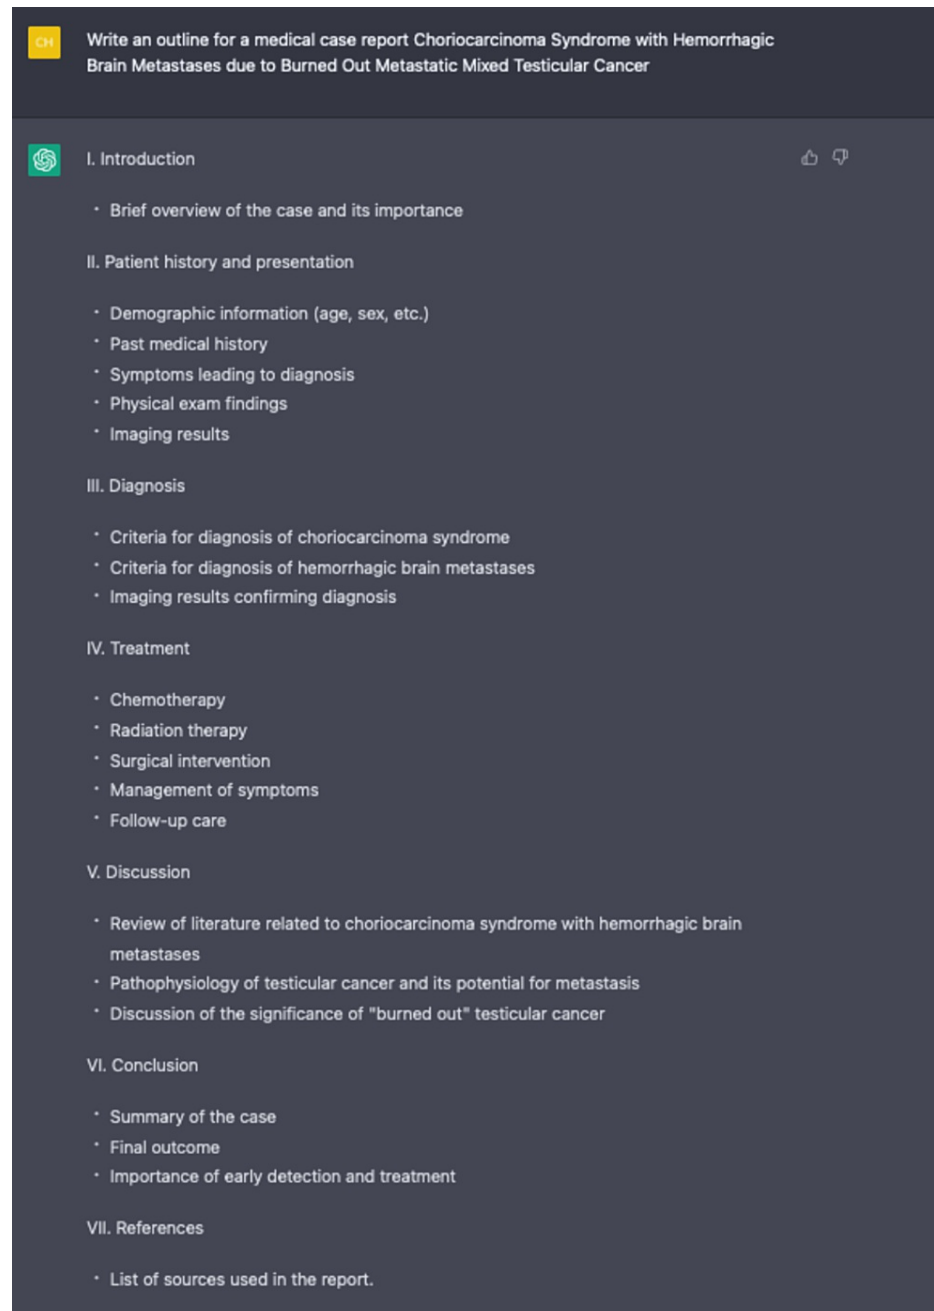 CH
Write an outline for a medical case report Choriocarcinoma Syndrome with Hemorrhagic
Brain Metastases due to Burned Out Metastatic Mixed Testicular Cancer
I. Introduction
• Brief overview of the case and its importance
II. Patient history and presentation
• Demographic information (age, sex, etc.)
• Past medical history
• Symptoms leading to diagnosis
• Physical exam findings
• Imaging results
III. Diagnosis
• Criteria for diagnosis of choriocarcinoma syndrome
• Criteria for diagnosis of hemorrhagic brain metastases
• Imaging results confirming diagnosis
IV. Treatment
• Chemotherapy
• Radiation therapy
• Surgical intervention
• Management of symptoms
• Follow-up care
V. Discussion
• Review of literature related to choriocarcinoma syndrome with hemorrhagic brain
metastases
• Pathophysiology of testicular cancer and its potential for metastasis
• Discussion of the significance of "burned out" testicular cancer
VI. Conclusion
• Summary of the case
• Final outcome
• Importance of early detection and treatment
VII. References
• List of sources used in the report.